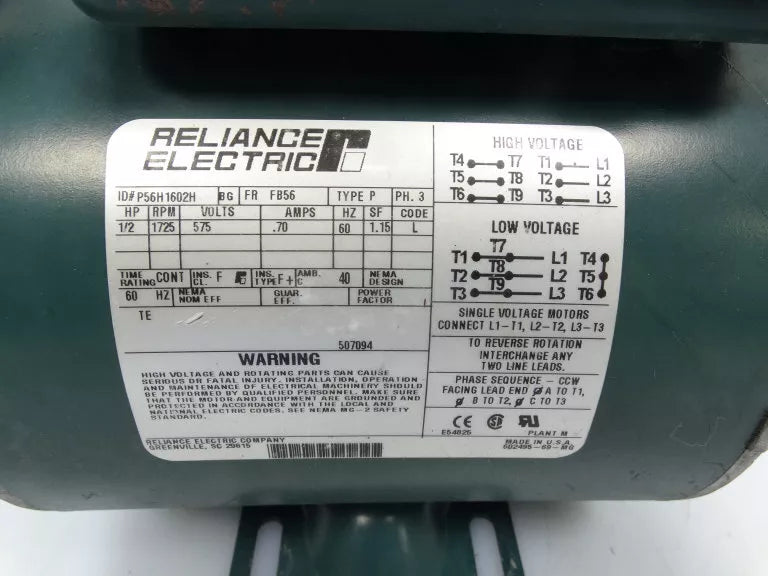 RELIANCE
ELECTRIC
ID# P56H1602H BG FR FB56 TYPE P PH. 3
HP RPM VOLTS AMPS HZ SF CODE
1/2 1725 575 .70 60 1.15 L
TIME RATING CONT INS. CL. F INS. TYPE F+ AMB. C 40 NEMA DESIGN
60 HZ NEMA NOM EFF GUAR. EFF. POWER FACTOR
TE
507094
WARNING
HIGH VOLTAGE AND ROTATING PARTS CAN CAUSE
SERIOUS OR FATAL INJURY. INSTALLATION, OPERATION
AND MAINTENANCE OF ELECTRICAL MACHINERY SHOULD
BE PERFORMED BY QUALIFIED PERSONNEL. MAKE SURE
THAT THE MOTOR AND EQUIPMENT ARE GROUNDED AND
PROTECTED IN ACCORDANCE WITH THE LOCAL AND
NATIONAL ELECTRIC CODES. SEE NEMA MG-2 SAFETY
STANDARD.
RELIANCE ELECTRIC COMPANY
GREENVILLE, SC 29615
HIGH VOLTAGE
T4 T7 T1 L1
T5 T8 T2 L2
T6 T9 T3 L3
LOW VOLTAGE
T7
T1 L1 T4
T8
T2 L2 T5
T9
T3 L3 T6
SINGLE VOLTAGE MOTORS
CONNECT L1-T1, L2-T2, L3-T3
TO REVERSE ROTATION
INTERCHANGE ANY
TWO LINE LEADS.
PHASE SEQUENCE - CCW
FACING LEAD END Ø A TO T1,
Ø B TO T2, Ø C TO T3
CE SA UR
E54825 PLANT M
MADE IN U.S.A.
602495-69-MG